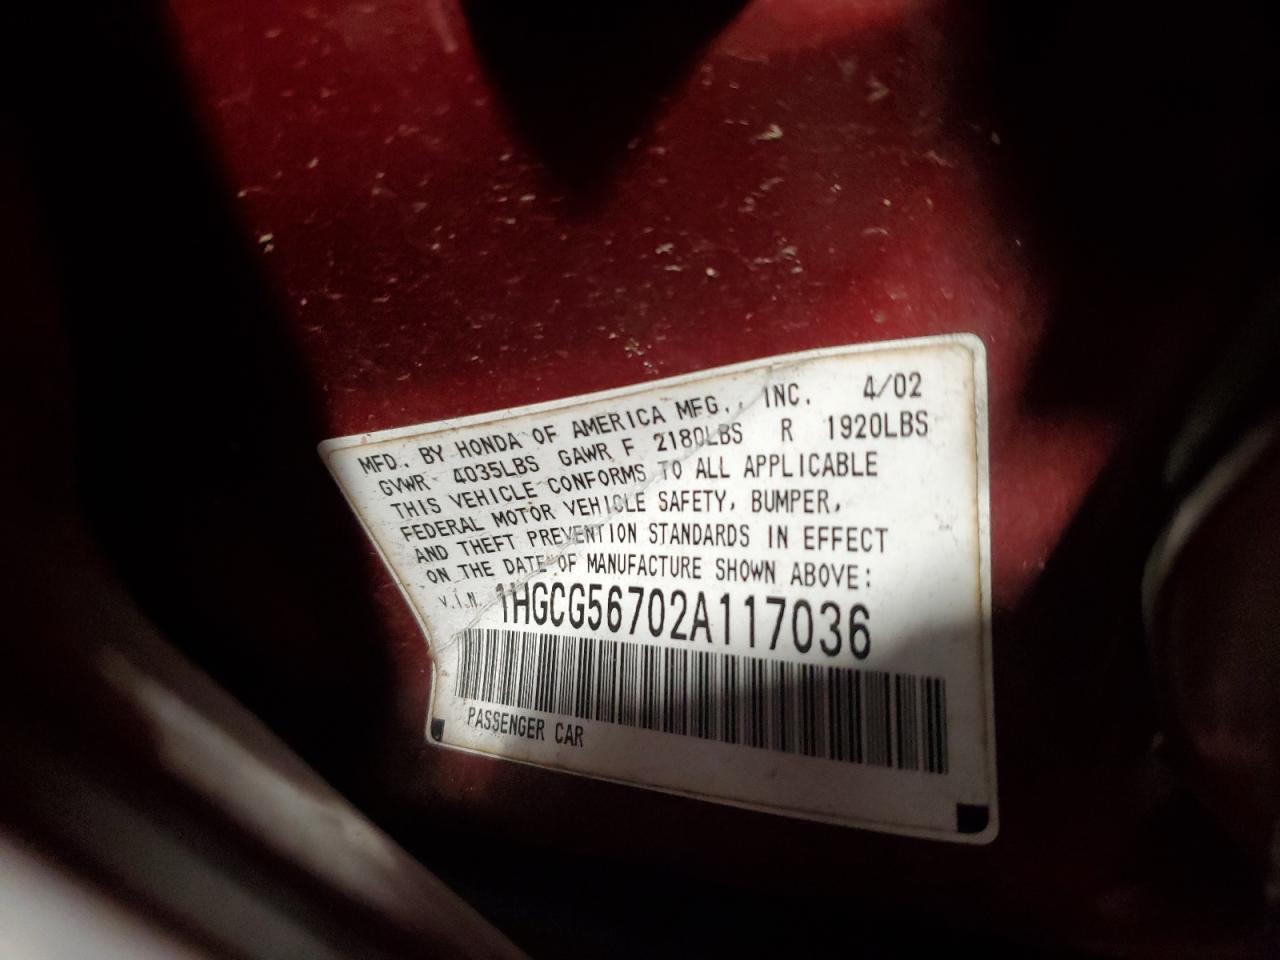 MFD. BY HONDA OF AMERICA MFG., INC. 4/02
GVWR 4035LBS GAWR F 2180LBS R 1920LBS
THIS VEHICLE CONFORMS TO ALL APPLICABLE
FEDERAL MOTOR VEHICLE SAFETY, BUMPER,
AND THEFT PREVENTION STANDARDS IN EFFECT
ON THE DATE OF MANUFACTURE SHOWN ABOVE:
V.I.N. 1HGCG56702A117036
PASSENGER CAR